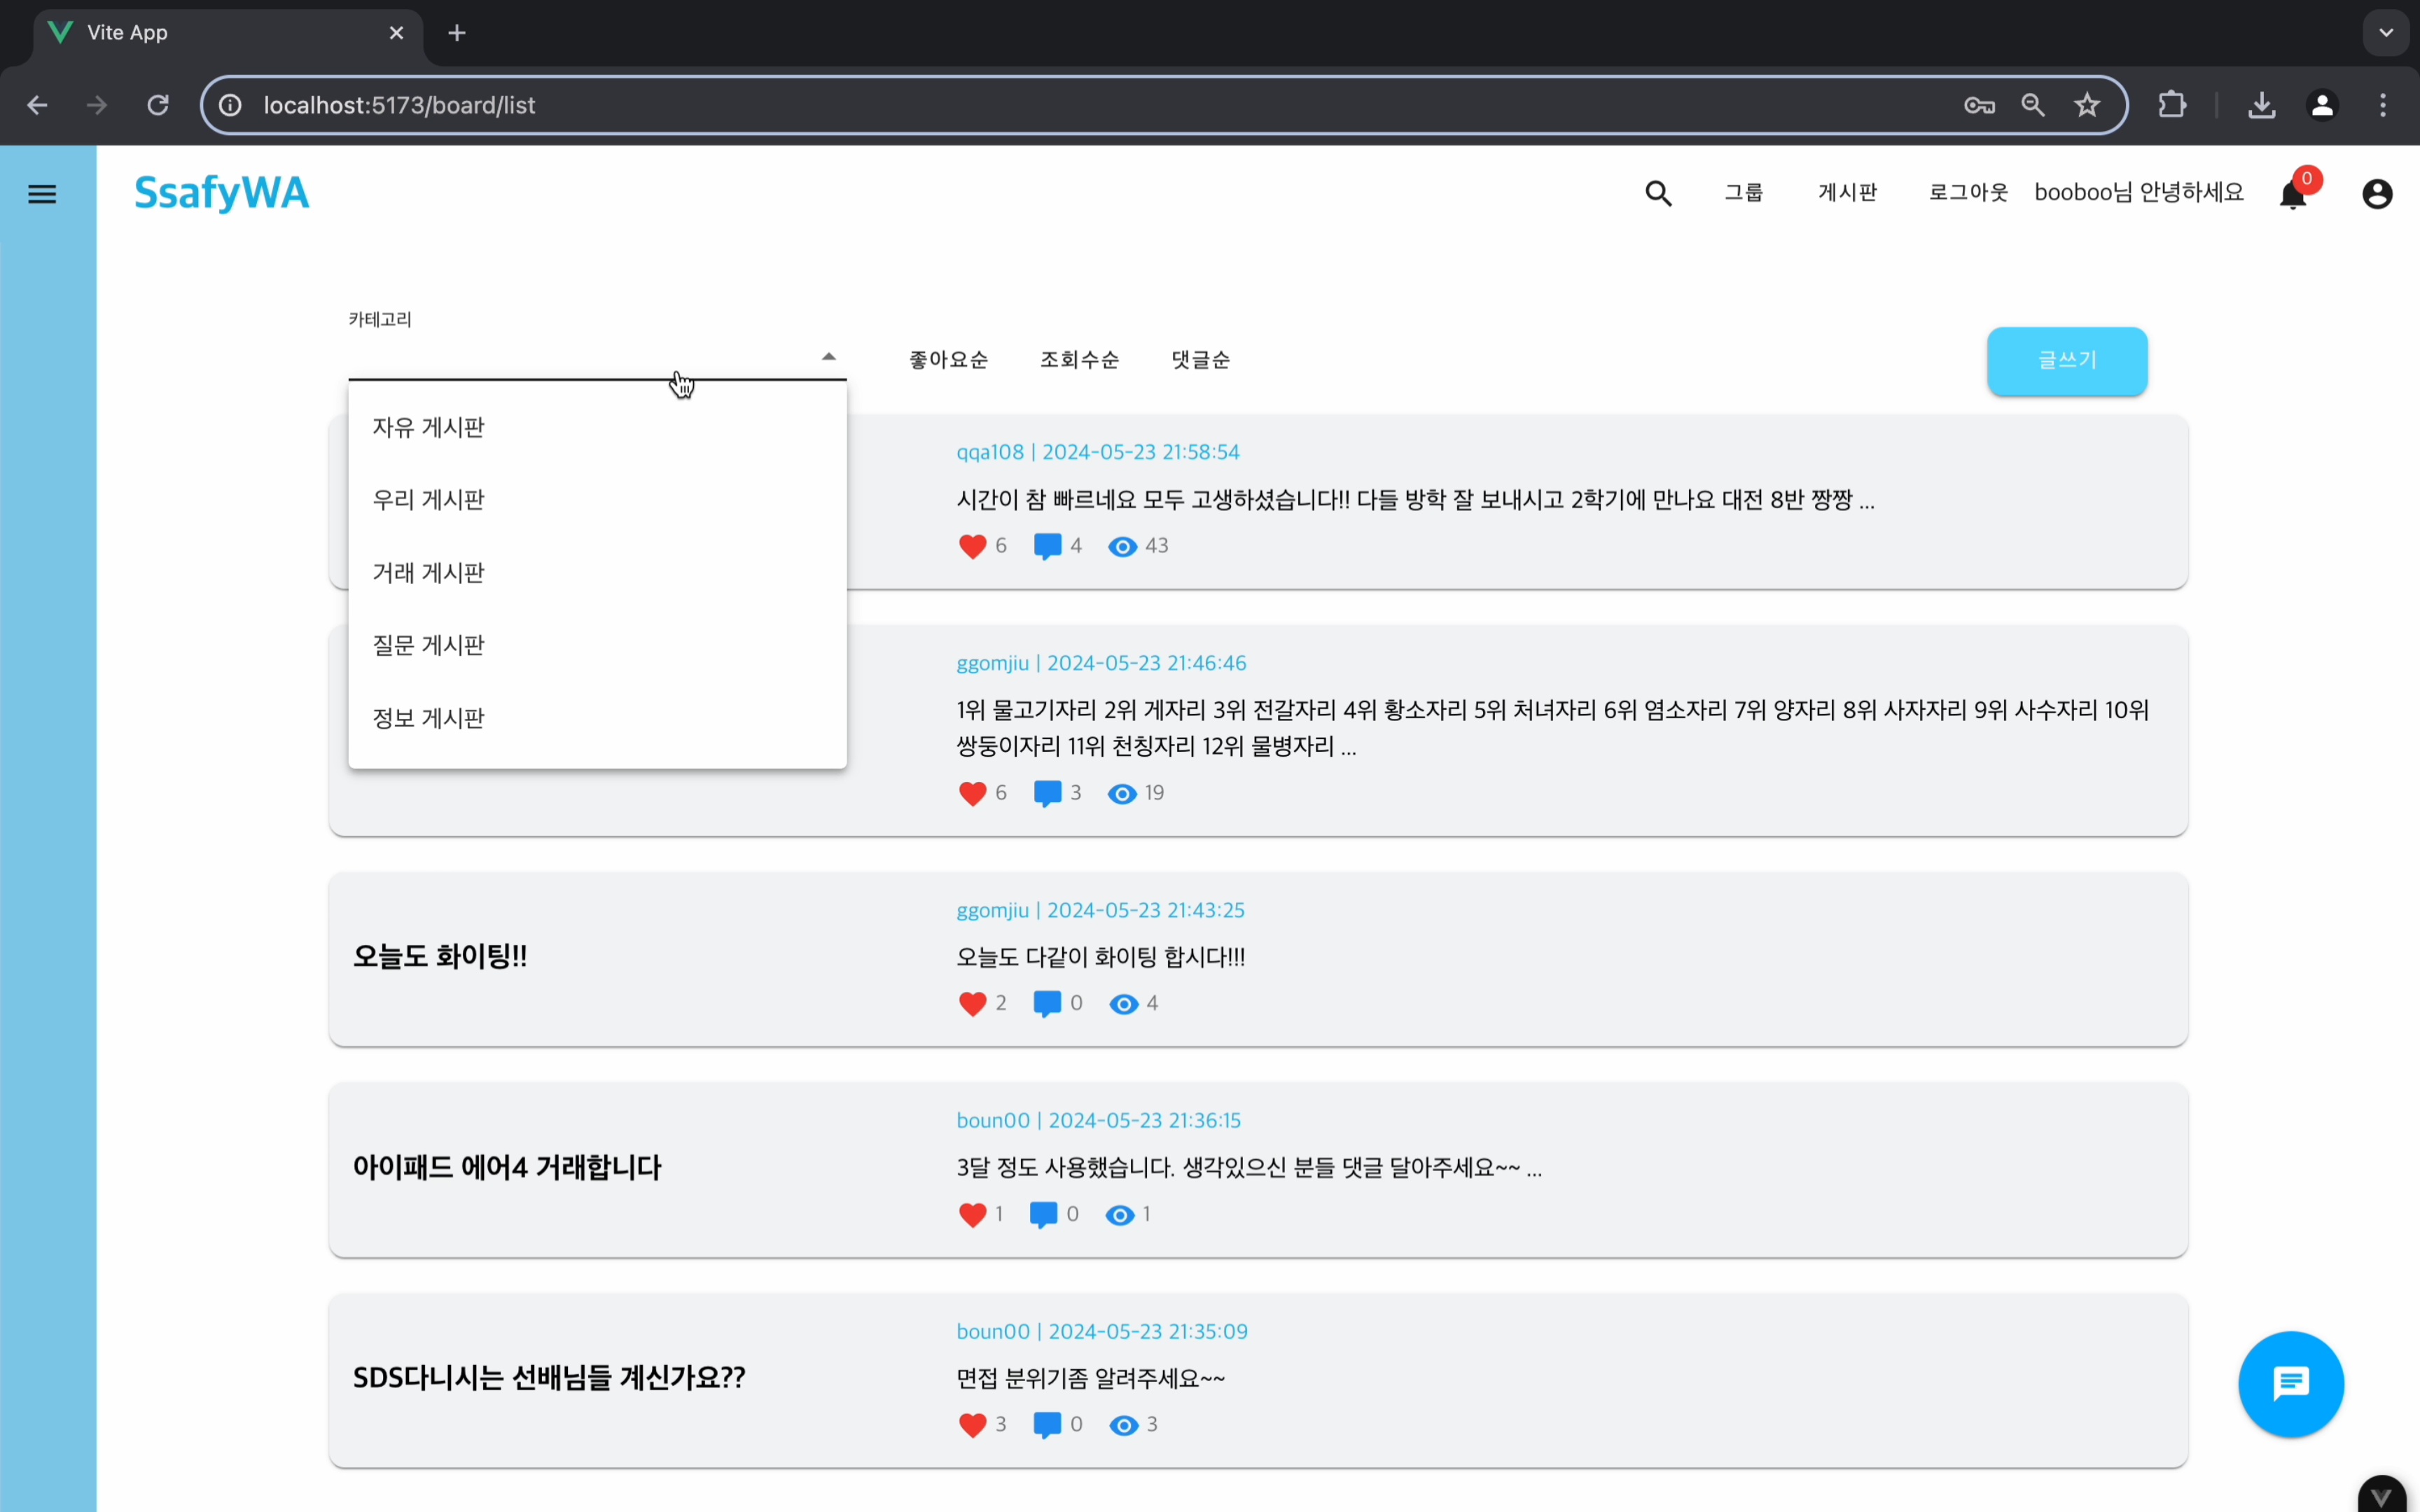 Vite App
localhost:5173/board/list
SsafyWA
그룹
게시판
로그아웃
booboo님 안녕하세요
0
카테고리
좋아요순
조회수순
댓글순
글쓰기
자유 게시판
우리 게시판
거래 게시판
질문 게시판
정보 게시판
qqa108 | 2024-05-23 21:58:54
시간이 참 빠르네요 모두 고생하셨습니다!! 다들 방학 잘 보내시고 2학기에 만나요 대전 8반 짱짱 ...
6 4 43
ggomjiu | 2024-05-23 21:46:46
1위 물고기자리 2위 게자리 3위 전갈자리 4위 황소자리 5위 처녀자리 6위 염소자리 7위 양자리 8위 사자자리 9위 사수자리 10위
쌍둥이자리 11위 천칭자리 12위 물병자리 ...
6 3 19
오늘도 화이팅!!
ggomjiu | 2024-05-23 21:43:25
오늘도 다같이 화이팅 합시다!!!
2 0 4
아이패드 에어4 거래합니다
boun00 | 2024-05-23 21:36:15
3달 정도 사용했습니다. 생각있으신 분들 댓글 달아주세요~~ ...
1 0 1
SDS다니시는 선배님들 계신가요??
boun00 | 2024-05-23 21:35:09
면접 분위기좀 알려주세요~~
3 0 3